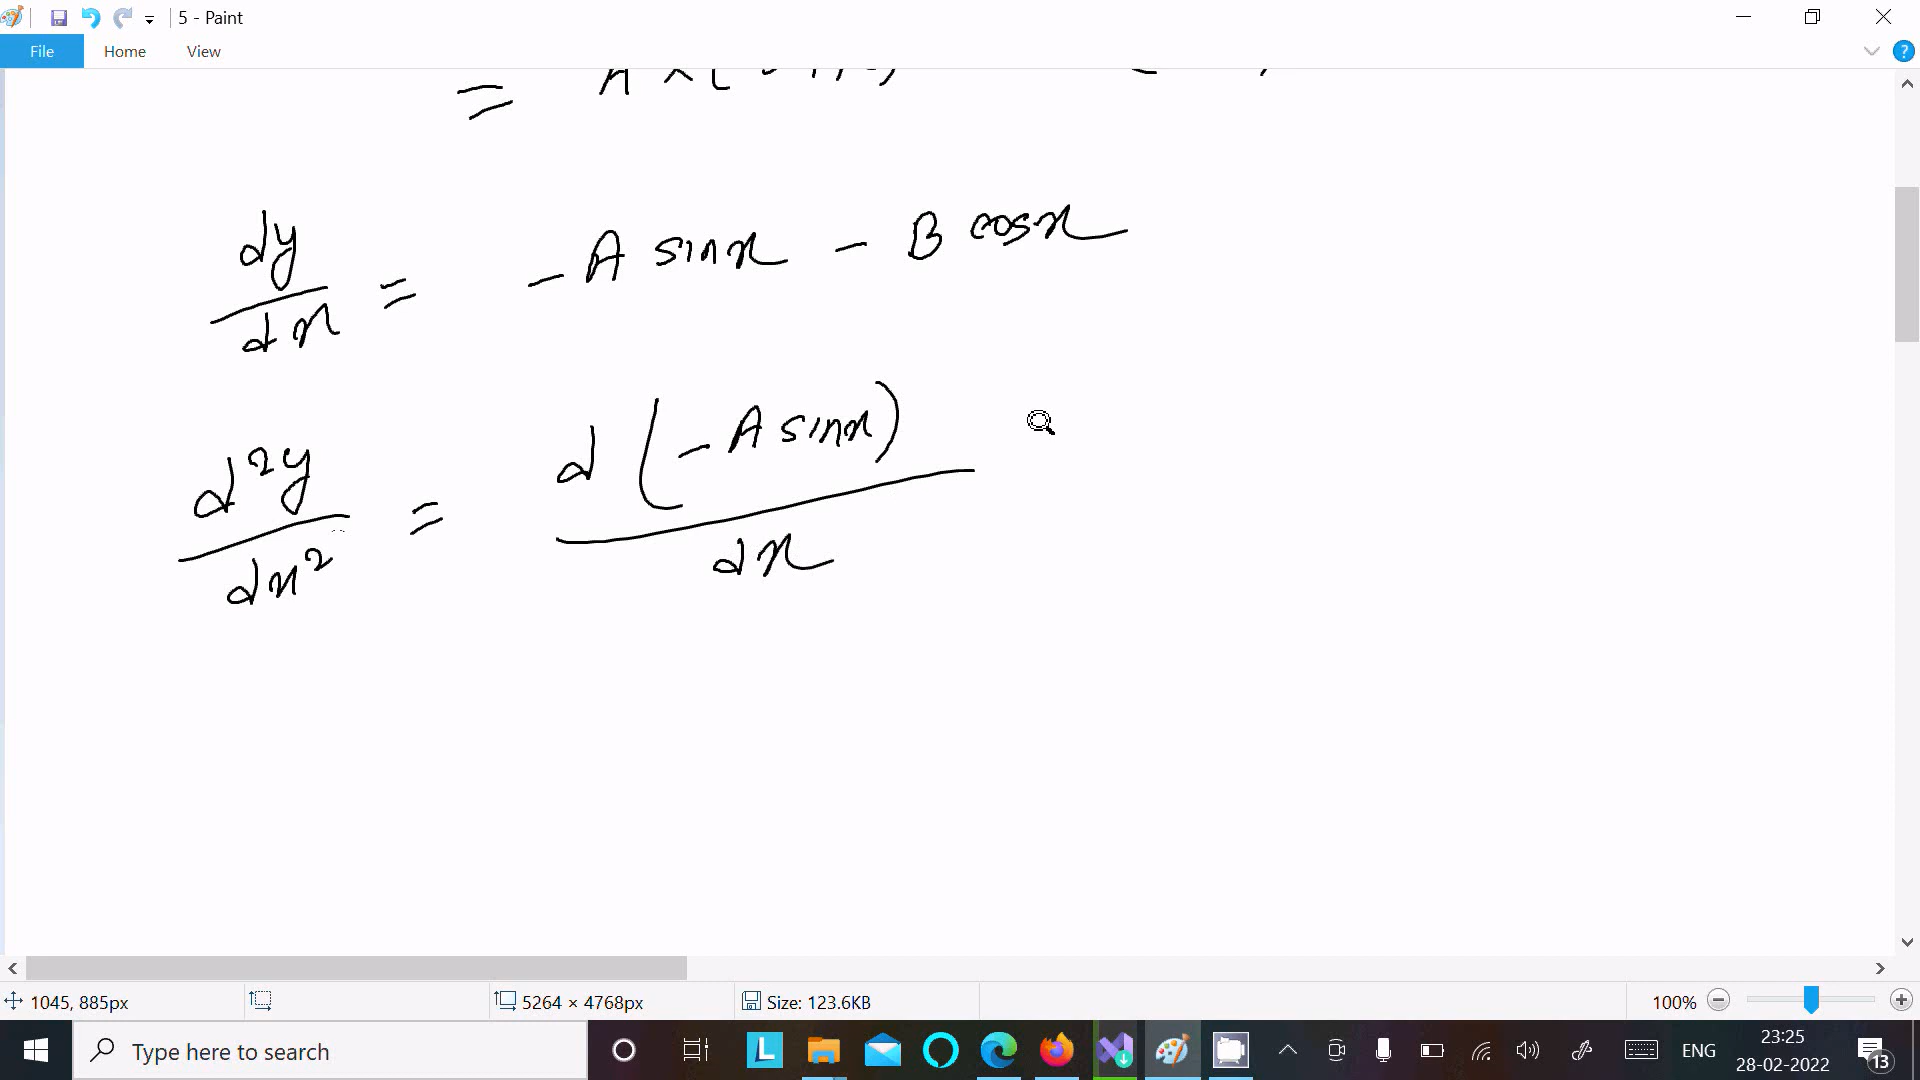 5 - Paint
File Home View
=
dy/dx = - A sinx - B cosx
d²y/dx² = d(- A sinx)/dx
1045, 885px 5264 × 4768px Size: 123.6KB 100%
Type here to search
L
ENG
23:25
28-02-2022
13